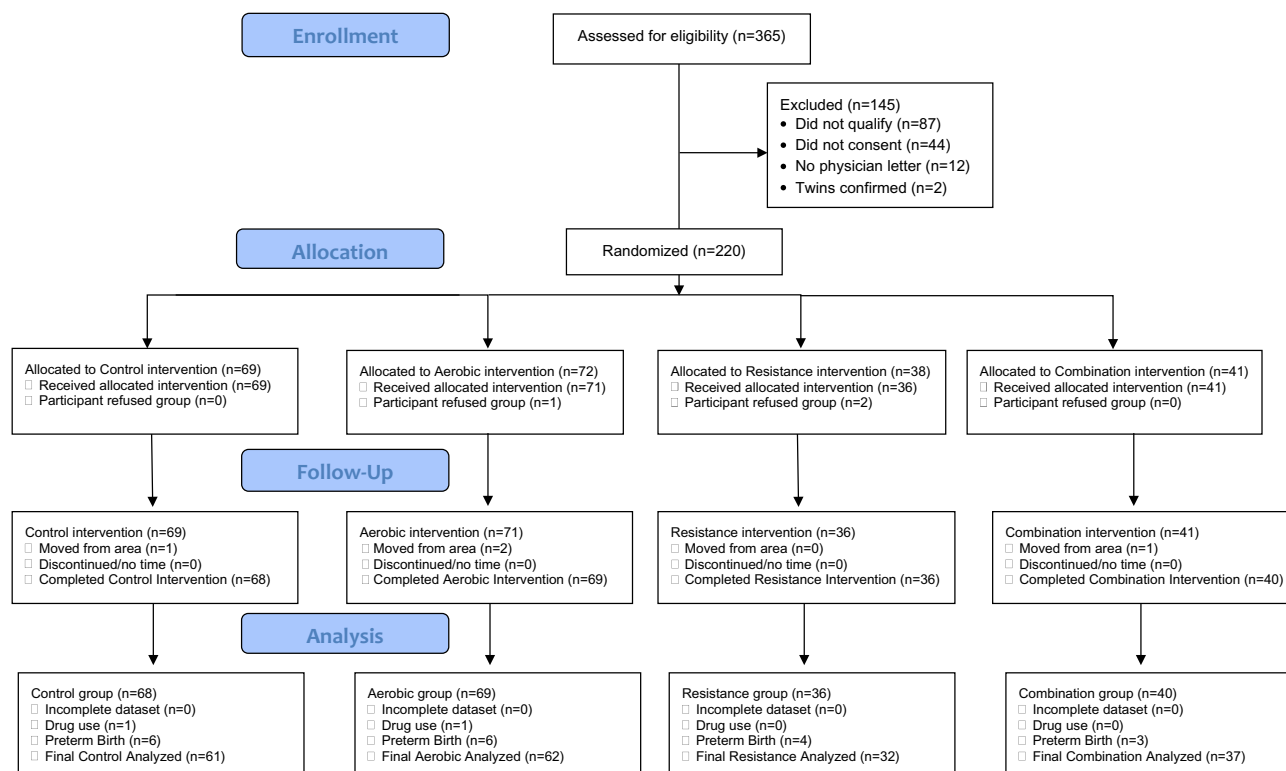 Enrollment
Assessed for eligibility (n=365)
Excluded (n=145)
• Did not qualify (n=87)
• Did not consent (n=44)
• No physician letter (n=12)
• Twins confirmed (n=2)
Allocation
Randomized (n=220)
Allocated to Control intervention (n=69)
□ Received allocated intervention (n=69)
□ Participant refused group (n=0)
Allocated to Aerobic intervention (n=72)
□ Received allocated intervention (n=71)
□ Participant refused group (n=1)
Allocated to Resistance intervention (n=38)
□ Received allocated intervention (n=36)
□ Participant refused group (n=2)
Allocated to Combination intervention (n=41)
□ Received allocated intervention (n=41)
□ Participant refused group (n=0)
Follow-Up
Control intervention (n=69)
□ Moved from area (n=1)
□ Discontinued/no time (n=0)
□ Completed Control Intervention (n=68)
Aerobic intervention (n=71)
□ Moved from area (n=2)
□ Discontinued/no time (n=0)
□ Completed Aerobic Intervention (n=69)
Resistance intervention (n=36)
□ Moved from area (n=0)
□ Discontinued/no time (n=0)
□ Completed Resistance Intervention (n=36)
Combination intervention (n=41)
□ Moved from area (n=1)
□ Discontinued/no time (n=0)
□ Completed Combination Intervention (n=40)
Analysis
Control group (n=68)
□ Incomplete dataset (n=0)
□ Drug use (n=1)
□ Preterm Birth (n=6)
□ Final Control Analyzed (n=61)
Aerobic group (n=69)
□ Incomplete dataset (n=0)
□ Drug use (n=1)
□ Preterm Birth (n=6)
□ Final Aerobic Analyzed (n=62)
Resistance group (n=36)
□ Incomplete dataset (n=0)
□ Drug use (n=0)
□ Preterm Birth (n=4)
□ Final Resistance Analyzed (n=32)
Combination group (n=40)
□ Incomplete dataset (n=0)
□ Drug use (n=0)
□ Preterm Birth (n=3)
□ Final Combination Analyzed (n=37)